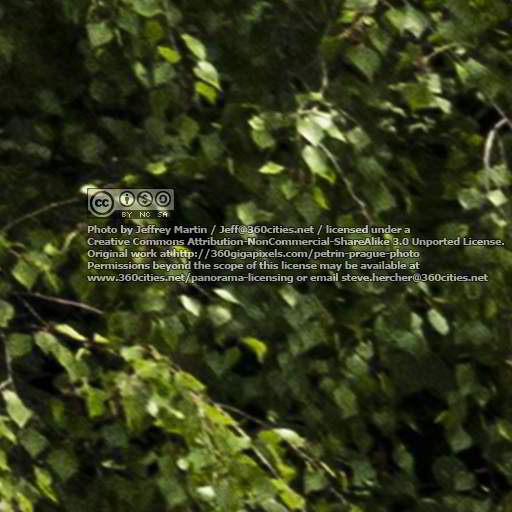 cc
BY NC SA
Photo by Jeffrey Martin / Jeff@360cities.net / licensed under a
Creative Commons Attribution-NonCommercial-ShareAlike 3.0 Unported License.
Original work at:http://360gigapixels.com/petrin-prague-photo
Permissions beyond the scope of this license may be available at
www.360cities.net/panorama-licensing or email steve.hercher@360cities.net